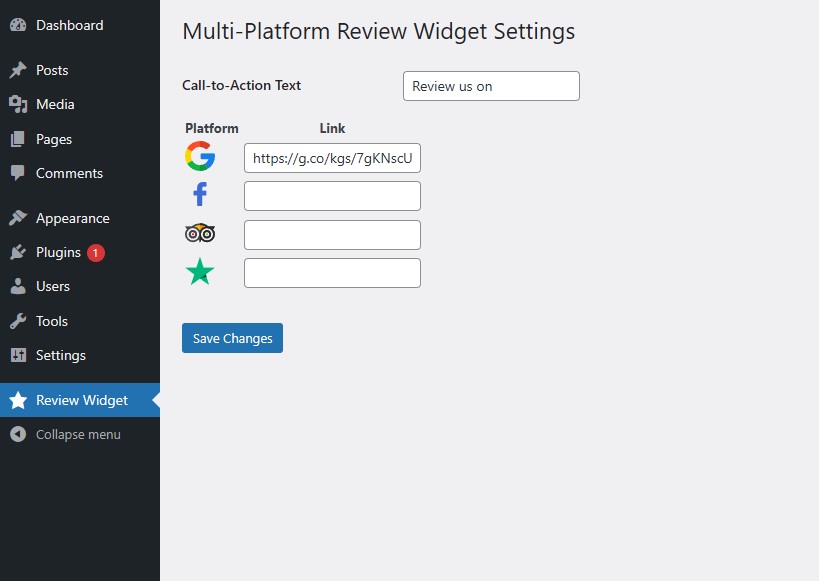 Dashboard
Posts
Media
Pages
Comments
Appearance
Plugins 1
Users
Tools
Settings
Review Widget
Collapse menu
Multi-Platform Review Widget Settings
Call-to-Action Text Review us on
Platform Link
https://g.co/kgs/7gKNscU
Save Changes